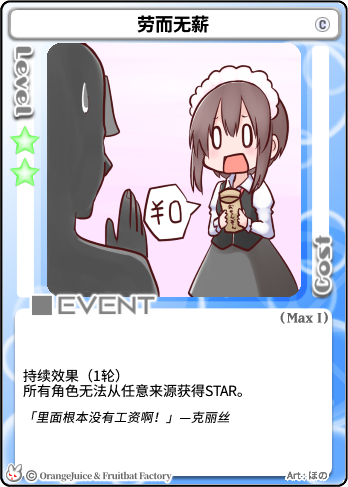 劳而无薪
C
Level
¥0
Cost
EVENT
(Max 1)
持续效果（1轮）
所有角色无法从任意来源获得STAR。
「里面根本没有工资啊！」—克丽丝
© OrangeJuice & Fruitbat Factory
Art : ほの